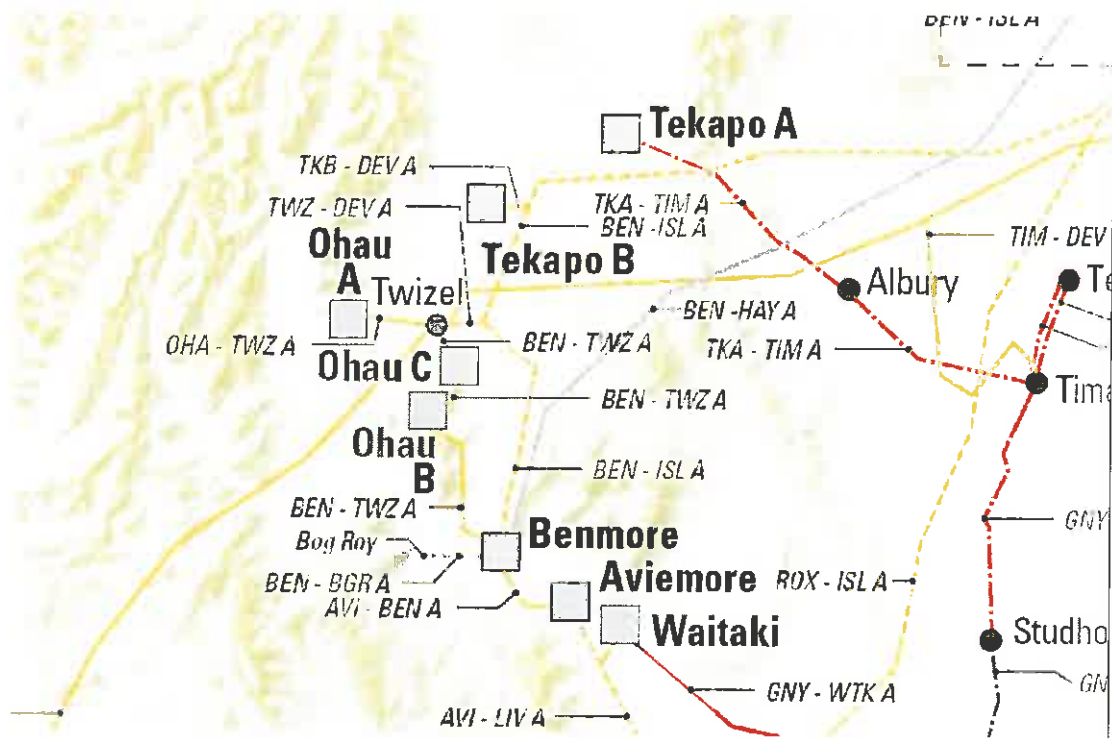 BEN - ISL A
Tekapo A
TKB - DEV A
TWZ - DEV A
TKA - TIM A
BEN - ISL A
TIM - DEV
Ohau
A
Tekapo B
Twizel
Albury
BEN -HAY A
OHA - TWZ A
BEN - TWZ A
TKA - TIM A
Ohau C
BEN - TWZ A
Ohau
B
BEN - ISL A
BEN - TWZ A
GNY
Bog Roy
Benmore
BEN - BGR A
Aviemore
ROX - ISL A
AVI - BEN A
Waitaki
Studho
GNY - WTK A
GN
AVI - LIV A